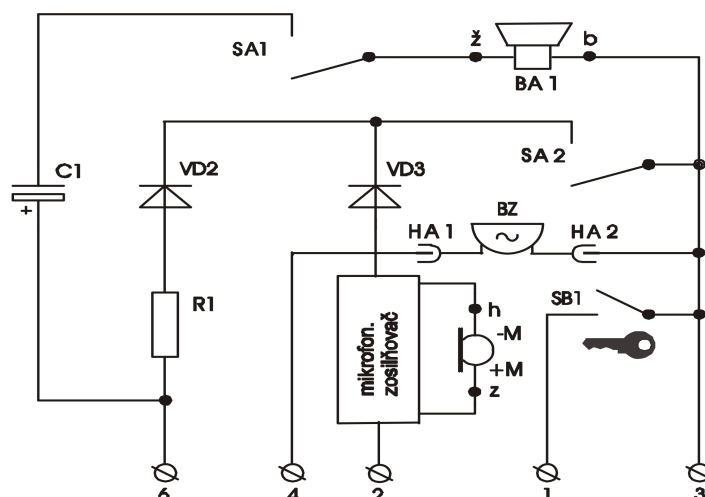 SA1
ž
b
BA 1
C1
+
VD2
VD3
SA 2
HA 1
BZ
HA 2
R1
mikrofon.
zosilňovač
h
-M
+M
z
SB1
6
4
2
1
3